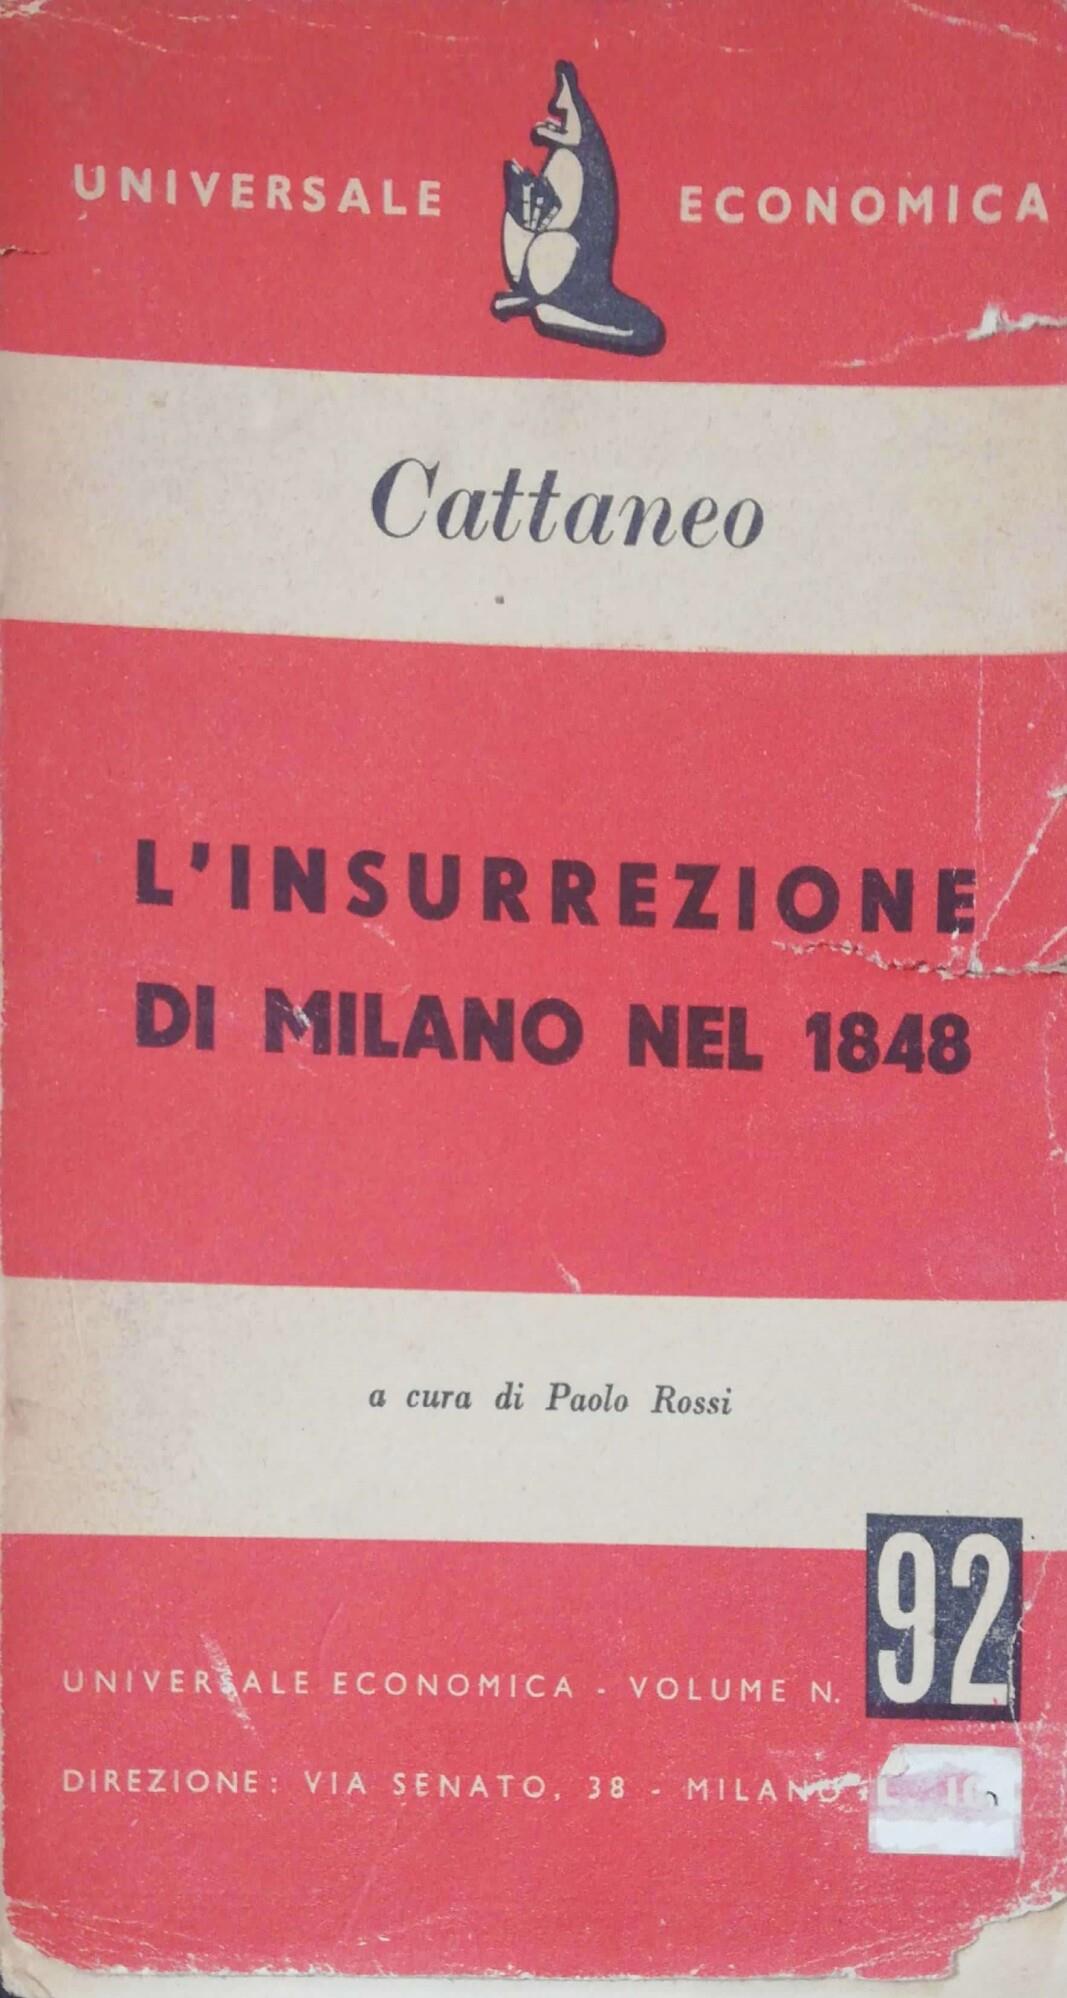 UNIVERSALE ECONOMICA
Cattaneo
L'INSURREZIONE
DI MILANO NEL 1848
a cura di Paolo Rossi
UNIVERSALE ECONOMICA - VOLUME N. 92
DIREZIONE: VIA SENATO, 38 - MILANO L.